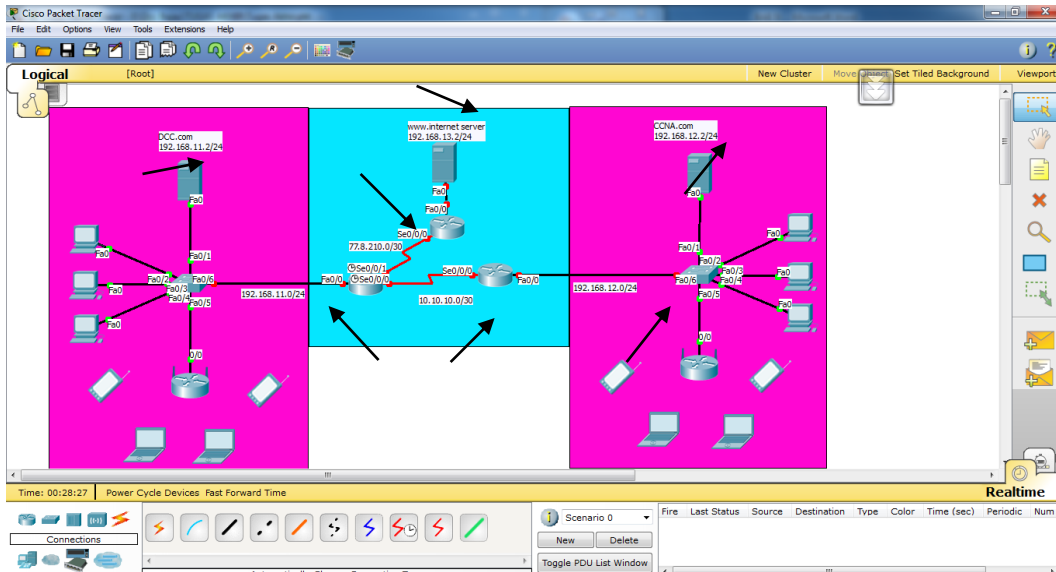 Cisco Packet Tracer
File Edit Options View Tools Extensions Help
Logical [Root] New Cluster Move Object Set Tiled Background Viewport
DCC.com
192.168.11.2/24
www.internet server
192.168.13.2/24
CCNA.com
192.168.12.2/24
Fa0
Fa0
Fa0
Fa0/0
Se0/0/0
77.8.210.0/30
Fa0
Fa0/1
Fa0/2
Fa0/3
Fa0/4
Fa0/5
Fa0/6
Fa0
Fa0
192.168.11.0/24
Fa0/0
Se0/0/1
Se0/0/0
Se0/0/0
Fa0/0
10.10.10.0/30
192.168.12.0/24
Fa0/1
Fa0/2
Fa0/3
Fa0/4
Fa0/5
Fa0/6
Fa0
Fa0
Fa0
0/0
0/0
Time: 00:28:27 Power Cycle Devices Fast Forward Time Realtime
Connections
Scenario 0
New Delete
Toggle PDU List Window
Fire Last Status Source Destination Type Color Time (sec) Periodic Num